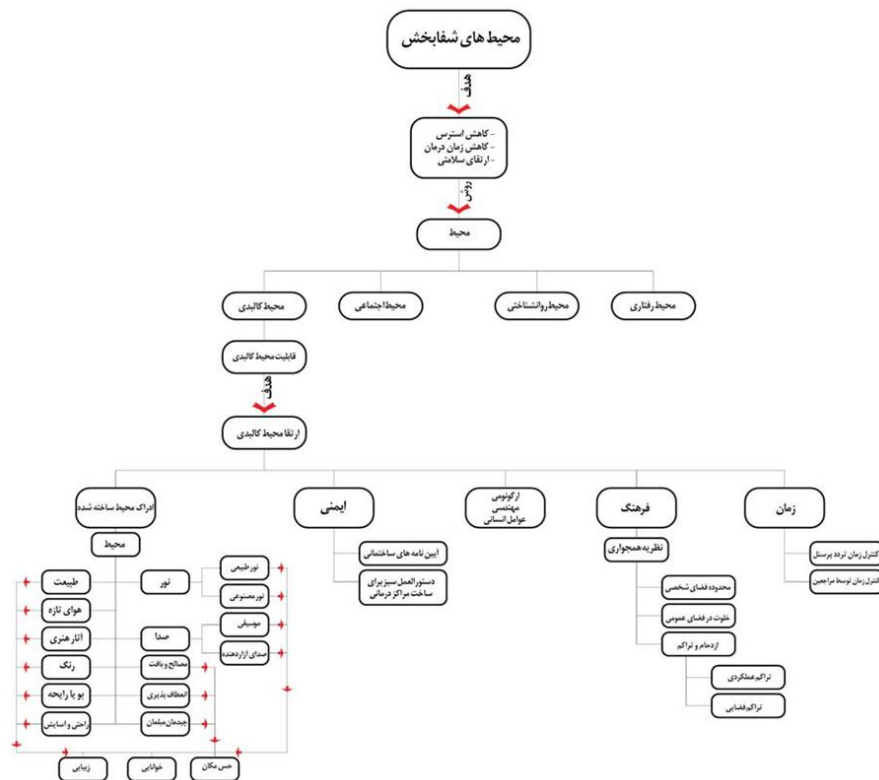 محیط های شفابخش
هدف
- کاهش استرس
- کاهش زمان درمان
- ارتقای سلامتی
روش
محیط
محیط رفتاری
محیط روانشناختی
محیط اجتماعی
محیط کالبدی
قابلیت محیط کالبدی
هدف
ارتقا محیط کالبدی
زمان
کنترل زمان تردد پرسنل
کنترل زمان توسط مراجعین
فرهنگ
نظریه همجواری
محدوده فضای شخصی
خلوت در فضای عمومی
ازدحام و تراکم
تراکم عملکردی
تراکم فضایی
ارگونومی
مهندسی
عوامل انسانی
ایمنی
آیین نامه های ساختمانی
دستورالعمل سبز برای
ساخت مراکز درمانی
ادراک محیط ساخته شده
محیط
نور
نور طبیعی
نور مصنوعی
صدا
موسیقی
صدای ازاردهنده
مصالح و بافت
انعطاف پذیری
چیدمان مبلمان
طبیعت
هوای تازه
آثار هنری
رنگ
بو یا رایحه
راحتی و اسایش
حس مکان
خوانایی
زیبایی